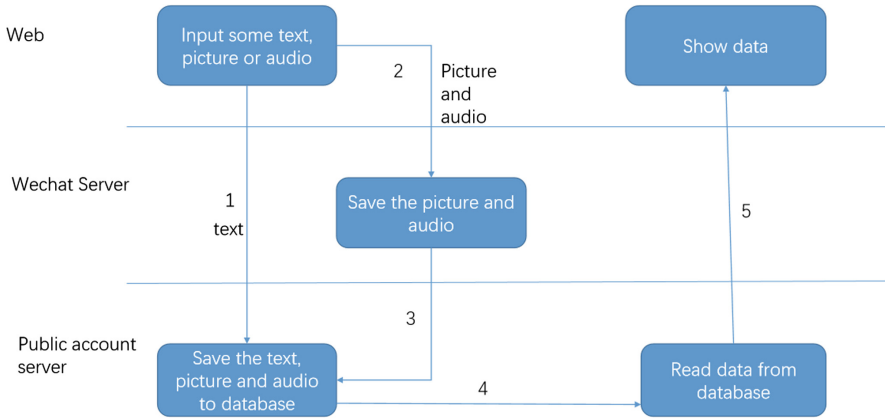 Web
Input some text,
picture or audio
2
Picture
and
audio
Show data
Wechat Server
1
text
Save the picture and
audio
5
Public account
server
3
Save the text,
picture and audio
to database
4
Read data from
database